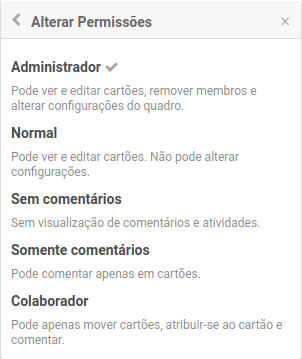 Alterar Permissões
Administrador
Pode ver e editar cartões, remover membros e
alterar configurações do quadro.
Normal
Pode ver e editar cartões. Não pode alterar
configurações.
Sem comentários
Sem visualização de comentários e atividades.
Somente comentários
Pode comentar apenas em cartões.
Colaborador
Pode apenas mover cartões, atribuir-se ao cartão e
comentar.